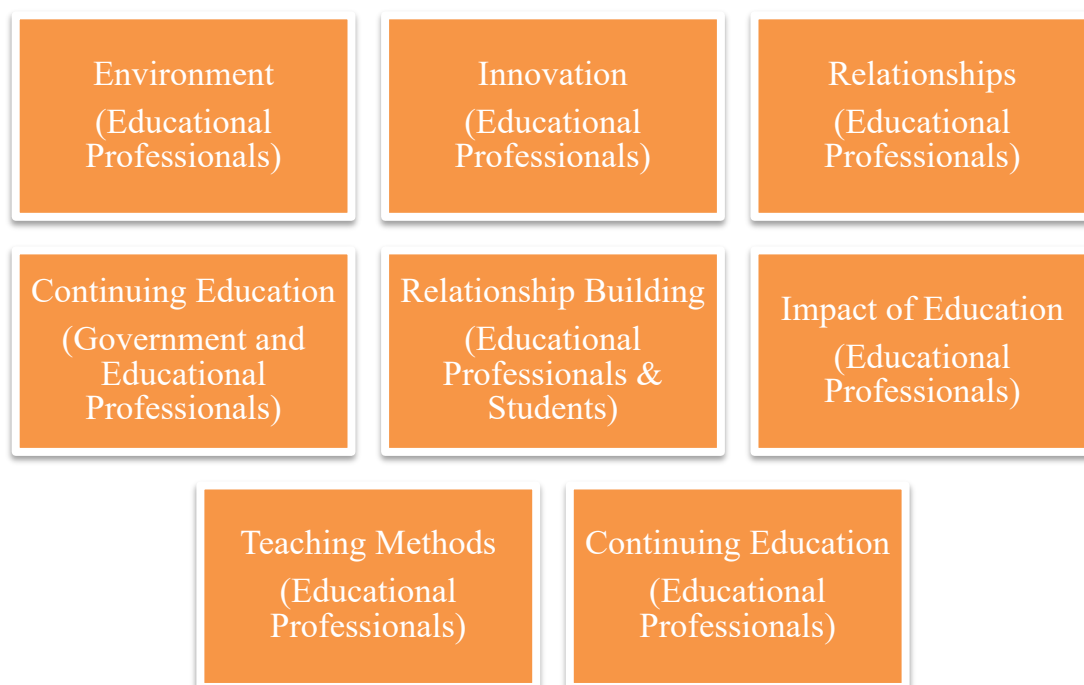 Environment
(Educational
Professionals)
Innovation
(Educational
Professionals)
Relationships
(Educational
Professionals)
Continuing Education
(Government and
Educational
Professionals)
Relationship Building
(Educational
Professionals &
Students)
Impact of Education
(Educational
Professionals)
Teaching Methods
(Educational
Professionals)
Continuing Education
(Educational
Professionals)